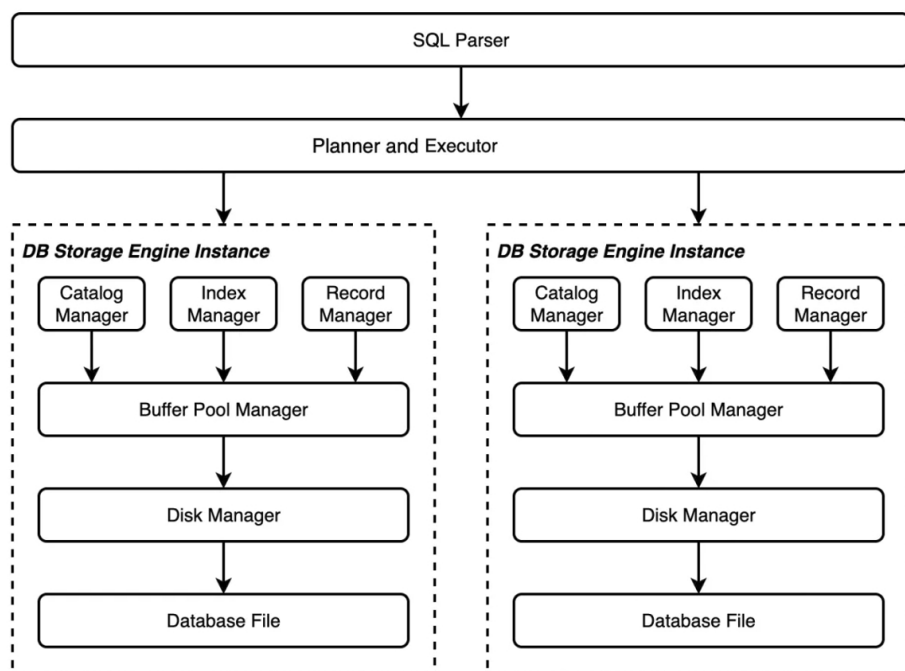 SQL Parser
Planner and Executor
DB Storage Engine Instance
Catalog
Manager
Index
Manager
Record
Manager
Buffer Pool Manager
Disk Manager
Database File
DB Storage Engine Instance
Catalog
Manager
Index
Manager
Record
Manager
Buffer Pool Manager
Disk Manager
Database File